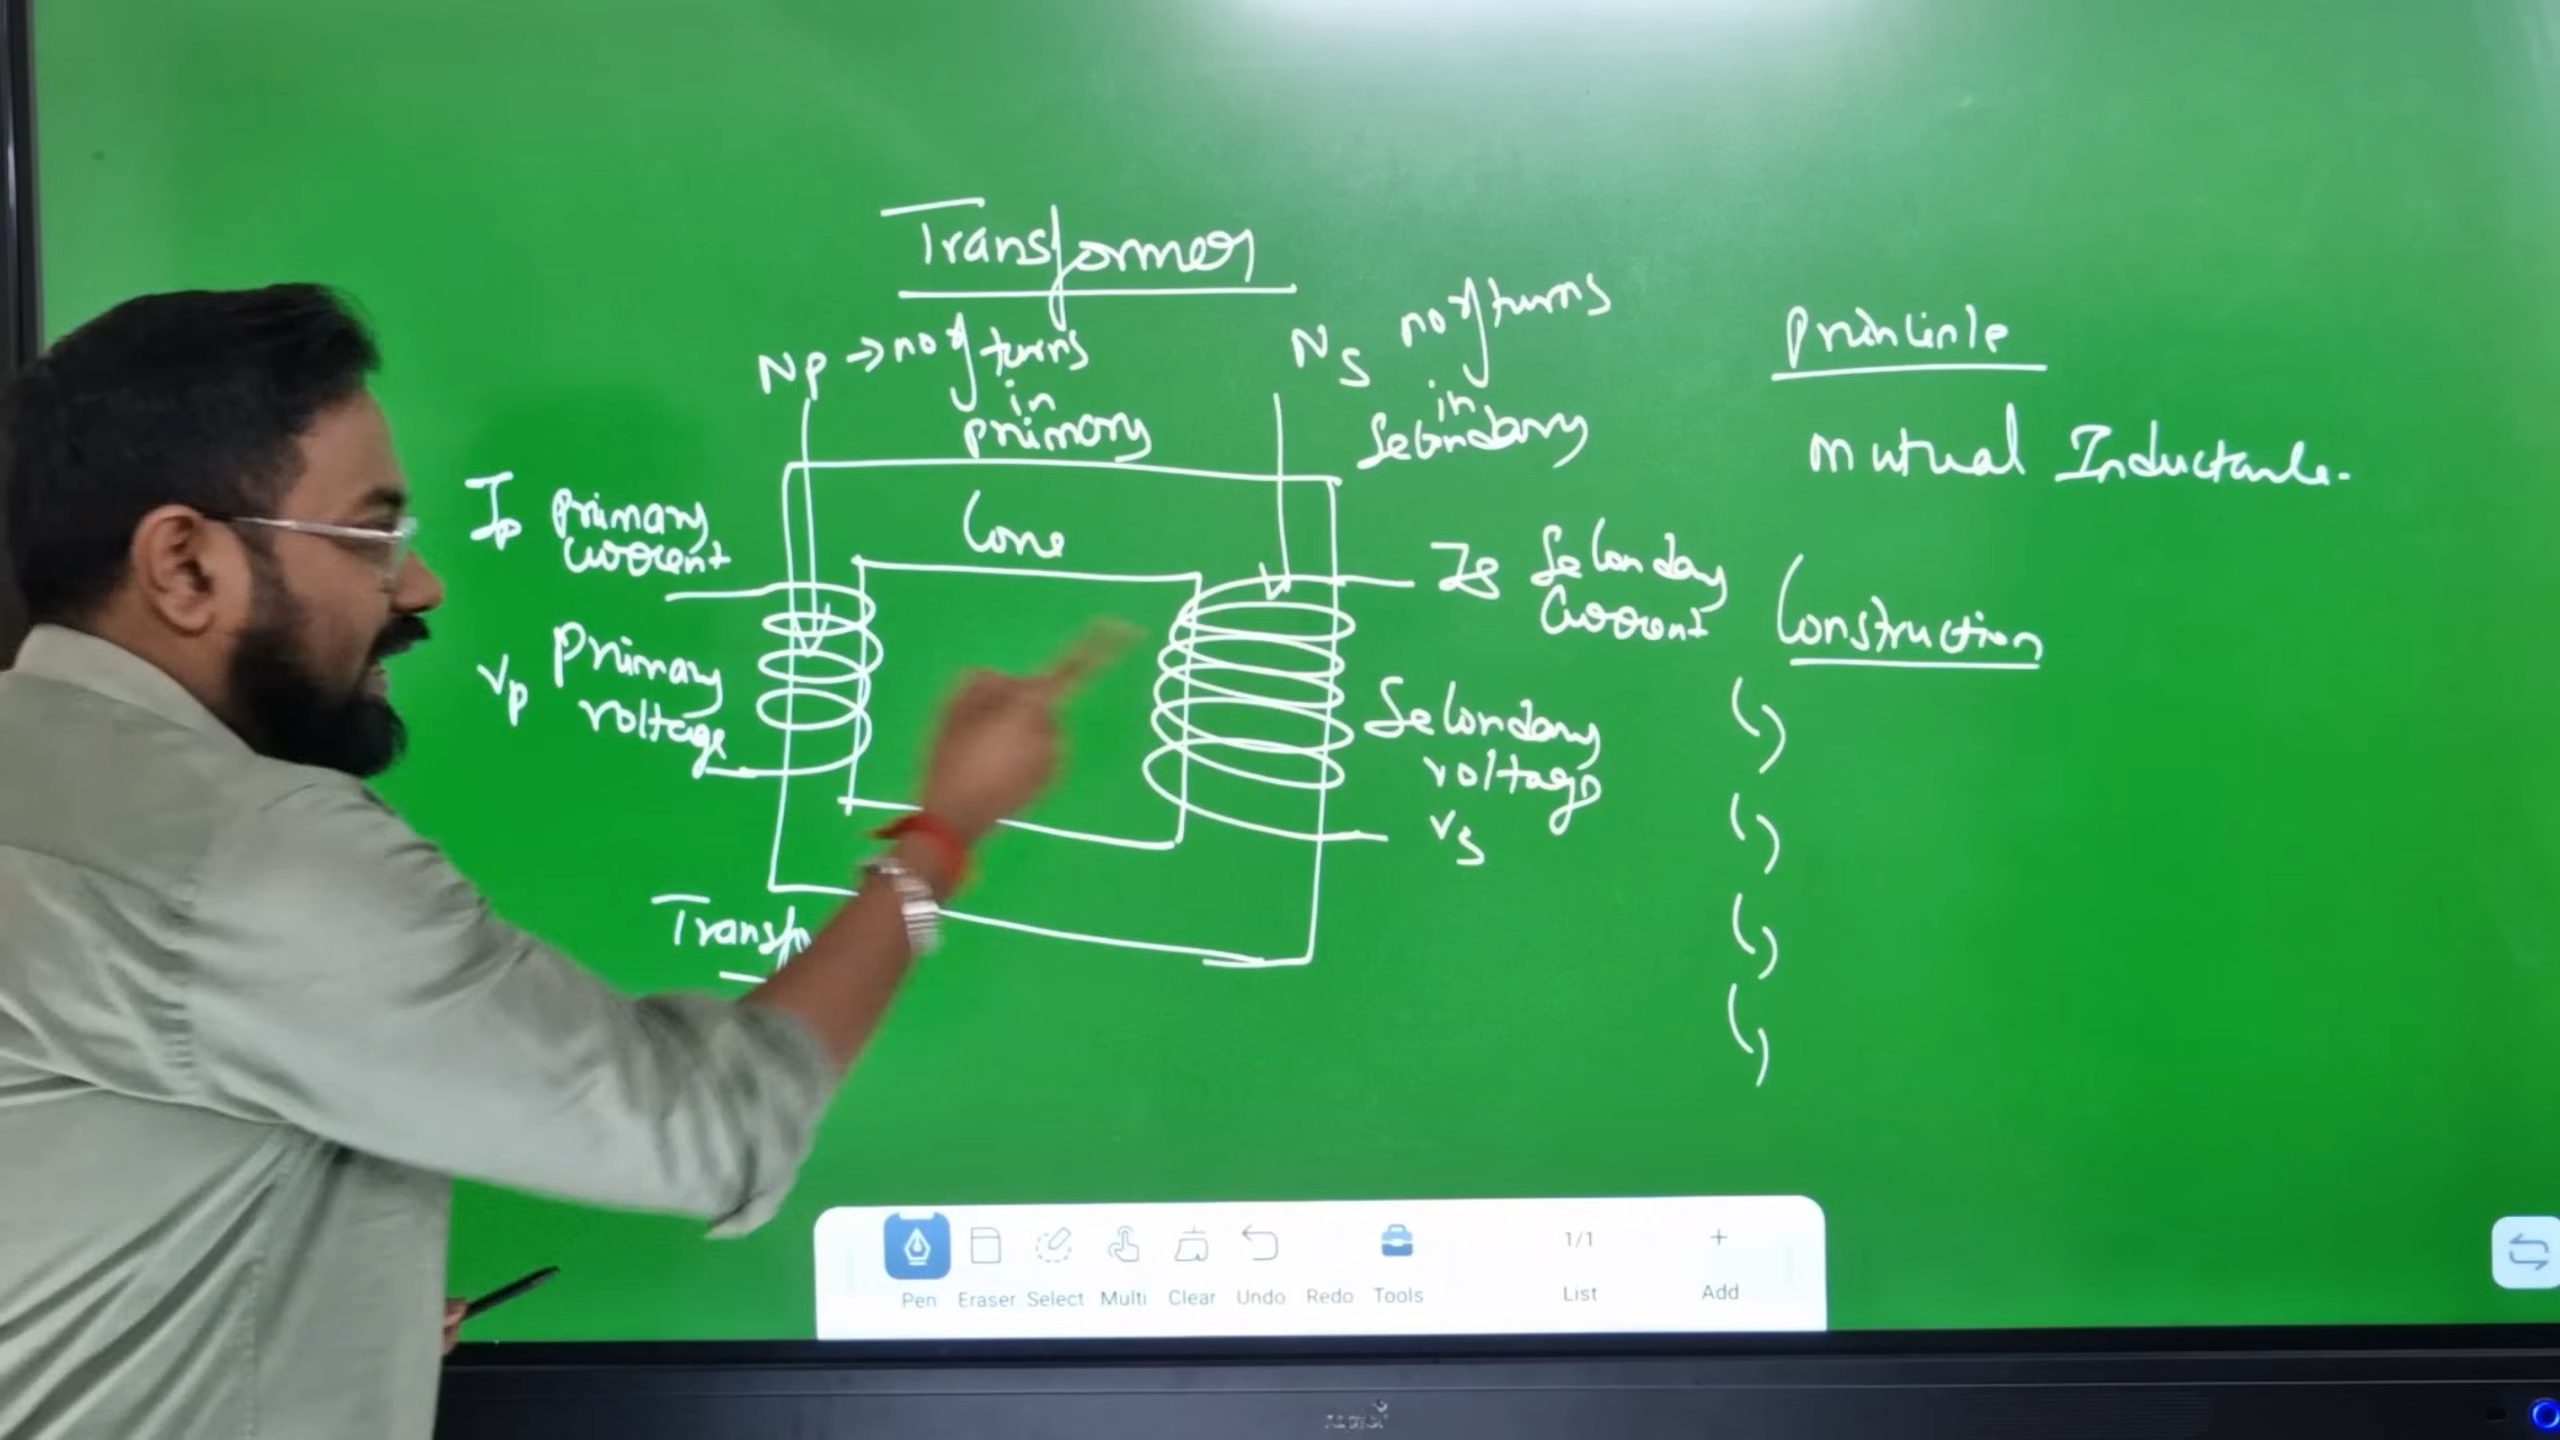 Transformer
Np → no of turns
in
primary
Ns no of turns
in
Secondary
Principle
Mutual Inductance.
Ip Primary
current
Core
Is Secondary
Current
Construction
Vp Primary
voltage
Secondary
voltage
Vs
Transfo
Pen Eraser Select Multi Clear Undo Redo Tools
1/1
List
+
Add